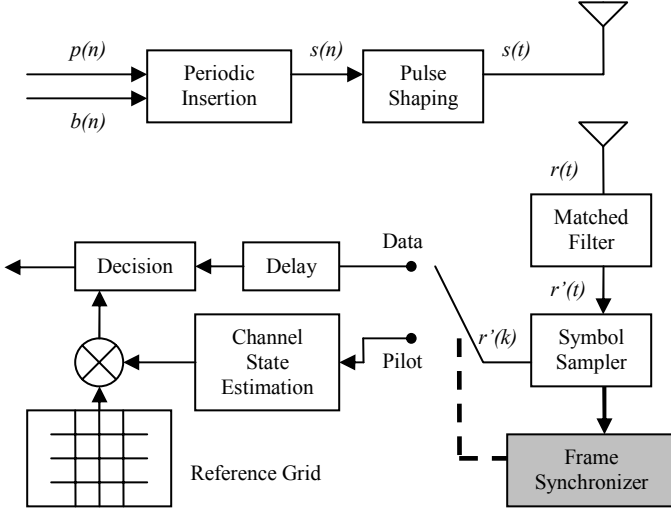 p(n)
b(n)
Periodic
Insertion
s(n)
Pulse
Shaping
s(t)
r(t)
Matched
Filter
r’(t)
Symbol
Sampler
r’(k)
Frame
Synchronizer
Data
Pilot
Delay
Decision
Channel
State
Estimation
Reference Grid